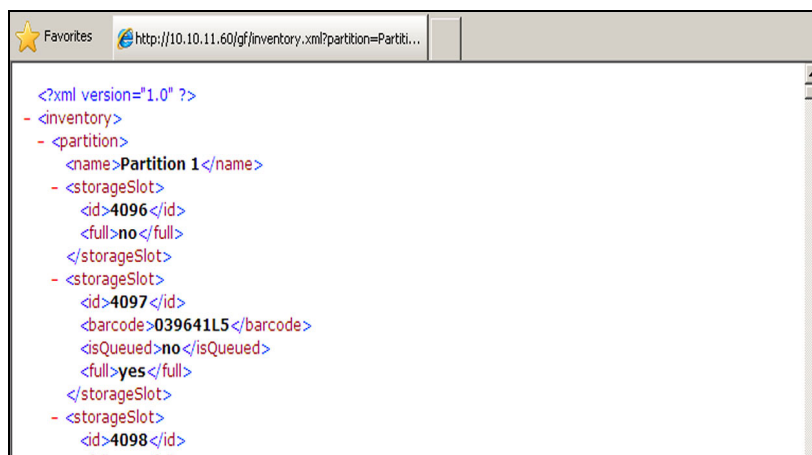 Favorites
http://10.10.11.60/gf/inventory.xml?partition=Partiti...
<?xml version="1.0" ?>
- <inventory>
- <partition>
<name>Partition 1</name>
- <storageSlot>
<id>4096</id>
<full>no</full>
</storageSlot>
- <storageSlot>
<id>4097</id>
<barcode>039641L5</barcode>
<isQueued>no</isQueued>
<full>yes</full>
</storageSlot>
- <storageSlot>
<id>4098</id>